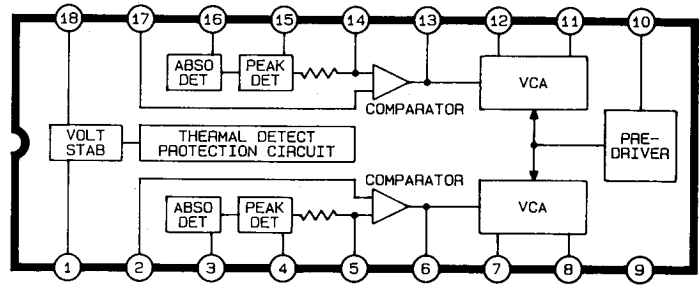 18 17 16 15 14 13 12 11 10
ABSO
DET
PEAK
DET
VCA
COMPARATOR
VOLT
STAB
THERMAL DETECT
PROTECTION CIRCUIT
PRE-
DRIVER
COMPARATOR
ABSO
DET
PEAK
DET
VCA
1 2 3 4 5 6 7 8 9